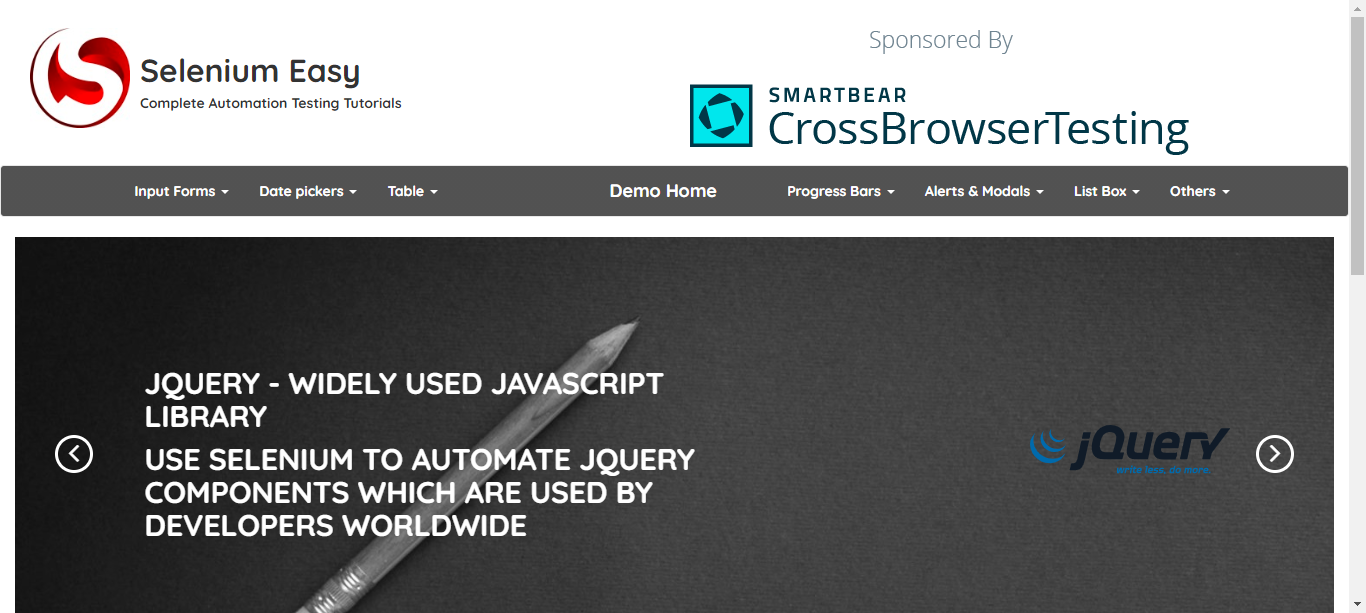 Selenium Easy
Complete Automation Testing Tutorials
Sponsored By
SMARTBEAR
CrossBrowserTesting
Input Forms
Date pickers
Table
Demo Home
Progress Bars
Alerts & Modals
List Box
Others
JQUERY - WIDELY USED JAVASCRIPT
LIBRARY
USE SELENIUM TO AUTOMATE JQUERY
COMPONENTS WHICH ARE USED BY
DEVELOPERS WORLDWIDE
jQuery
write less, do more.